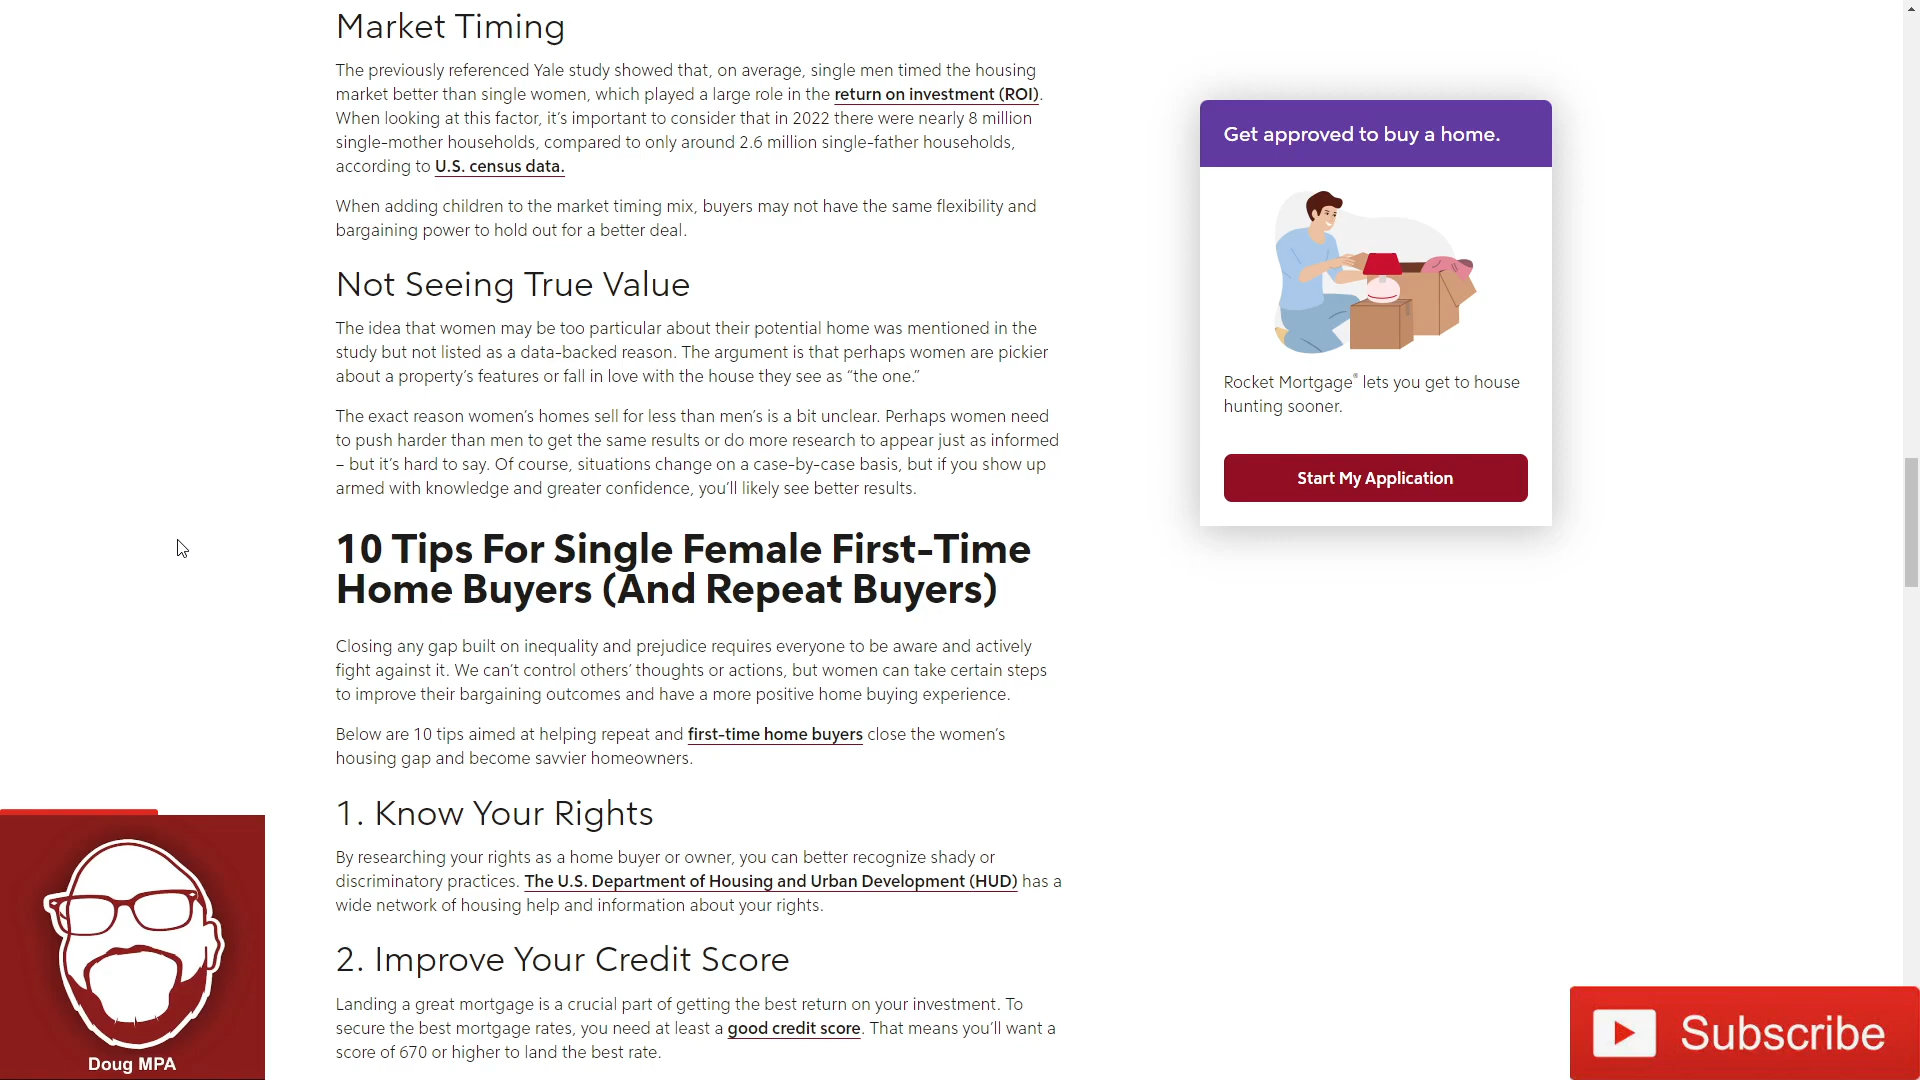 Market Timing
The previously referenced Yale study showed that, on average, single men timed the housing
market better than single women, which played a large role in the return on investment (ROI).
When looking at this factor, it’s important to consider that in 2022 there were nearly 8 million
single-mother households, compared to only around 2.6 million single-father households,
according to U.S. census data.
When adding children to the market timing mix, buyers may not have the same flexibility and
bargaining power to hold out for a better deal.
Not Seeing True Value
The idea that women may be too particular about their potential home was mentioned in the
study but not listed as a data-backed reason. The argument is that perhaps women are pickier
about a property’s features or fall in love with the house they see as “the one.”
The exact reason women’s homes sell for less than men’s is a bit unclear. Perhaps women need
to push harder than men to get the same results or do more research to appear just as informed
– but it’s hard to say. Of course, situations change on a case-by-case basis, but if you show up
armed with knowledge and greater confidence, you’ll likely see better results.
10 Tips For Single Female First-Time
Home Buyers (And Repeat Buyers)
Closing any gap built on inequality and prejudice requires everyone to be aware and actively
fight against it. We can’t control others’ thoughts or actions, but women can take certain steps
to improve their bargaining outcomes and have a more positive home buying experience.
Below are 10 tips aimed at helping repeat and first-time home buyers close the women’s
housing gap and become savvier homeowners.
1. Know Your Rights
By researching your rights as a home buyer or owner, you can better recognize shady or
discriminatory practices. The U.S. Department of Housing and Urban Development (HUD) has a
wide network of housing help and information about your rights.
2. Improve Your Credit Score
Landing a great mortgage is a crucial part of getting the best return on your investment. To
secure the best mortgage rates, you need at least a good credit score. That means you’ll want a
score of 670 or higher to land the best rate.
Get approved to buy a home.
Rocket Mortgage® lets you get to house
hunting sooner.
Start My Application
Doug MPA
Subscribe